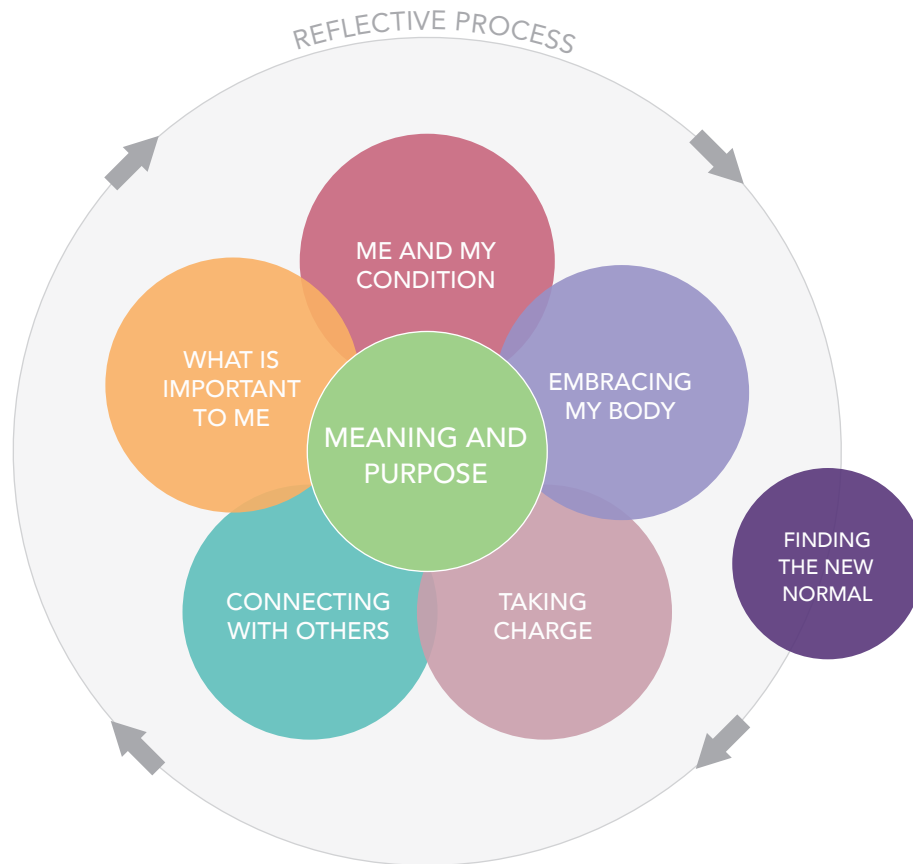 REFLECTIVE PROCESS
ME AND MY
CONDITION
WHAT IS
IMPORTANT
TO ME
EMBRACING
MY BODY
MEANING AND
PURPOSE
CONNECTING
WITH OTHERS
TAKING
CHARGE
FINDING
THE NEW
NORMAL